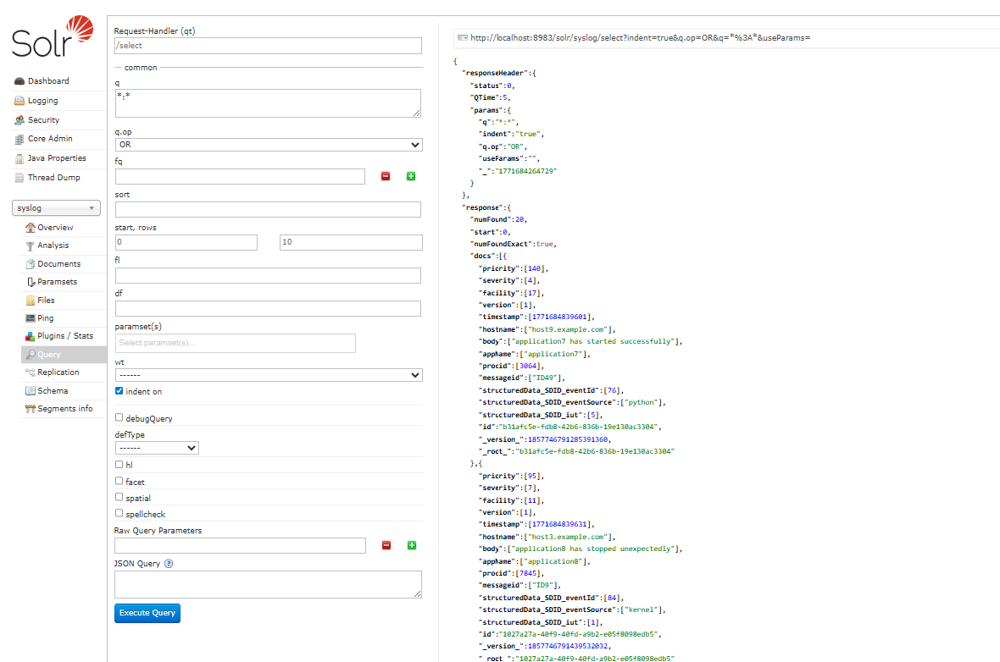 Solr
Dashboard
Logging
Security
Core Admin
Java Properties
Thread Dump
syslog
Overview
Analysis
Documents
Paramsets
Files
Ping
Plugins / Stats
Query
Replication
Schema
Segments info
Request-Handler (qt)
/select
common
q
*:*
q.op
OR
fq
sort
start, rows
0 10
fl
df
paramset(s)
Select paramset(s)...
wt
------
indent on
debugQuery
defType
------
hl
facet
spatial
spellcheck
Raw Query Parameters
JSON Query ?
Execute Query
http://localhost:8983/solr/syslog/select?indent=true&q.op=OR&q=*%3A*&useParams=
{
"responseHeader":{
"status":0,
"QTime":5,
"params":{
"q":"*:*",
"indent":"true",
"q.op":"OR",
"useParams":"",
"_":"1771684264729"
}
},
"response":{
"numFound":20,
"start":0,
"numFoundExact":true,
"docs":[{
"priority":[140],
"severity":[4],
"facility":[17],
"version":[1],
"timestamp":[1771684839601],
"hostname":["host9.example.com"],
"body":["application7 has started successfully"],
"appName":["application7"],
"procid":[3064],
"messageid":["ID49"],
"structuredData_SDID_eventId":[76],
"structuredData_SDID_eventSource":["python"],
"structuredData_SDID_iut":[5],
"id":"b31afc5e-fdb8-42b6-836b-19e130ac3304",
"_version_":1857746791285391360,
"_root_":"b31afc5e-fdb8-42b6-836b-19e130ac3304"
},{
"priority":[95],
"severity":[7],
"facility":[11],
"version":[1],
"timestamp":[1771684839631],
"hostname":["host3.example.com"],
"body":["application8 has stopped unexpectedly"],
"appName":["application8"],
"procid":[7845],
"messageid":["ID9"],
"structuredData_SDID_eventId":[84],
"structuredData_SDID_eventSource":["kernel"],
"structuredData_SDID_iut":[1],
"id":"1027a27a-40f9-40fd-a9b2-e05f8098edb5",
"_version_":1857746791439532032,
"_root_":"1027a27a-40f9-40fd-a9b2-e05f8098edb5"